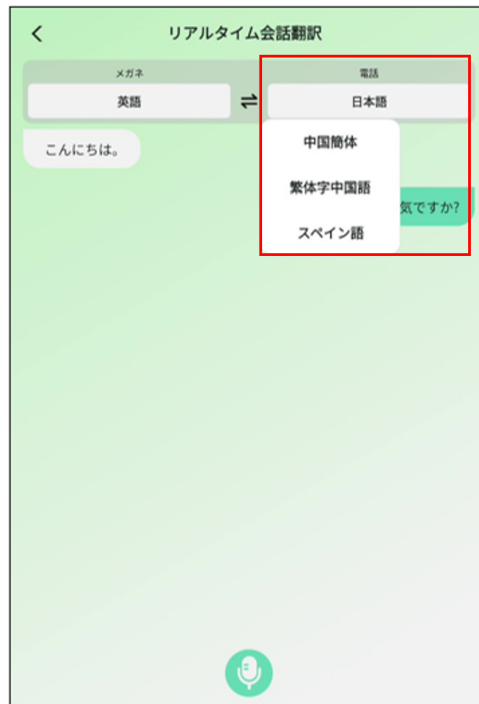 リアルタイム会話翻訳
メガネ
電話
英語
日本語
こんにちは。
中国簡体
繁体字中国語
気ですか?
スペイン語